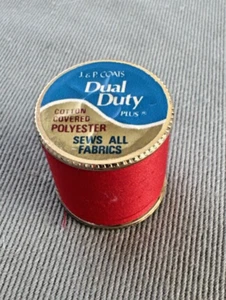 J. & P. COATS
Dual
Duty
PLUS ®
COTTON
COVERED
POLYESTER
SEWS ALL
FABRICS